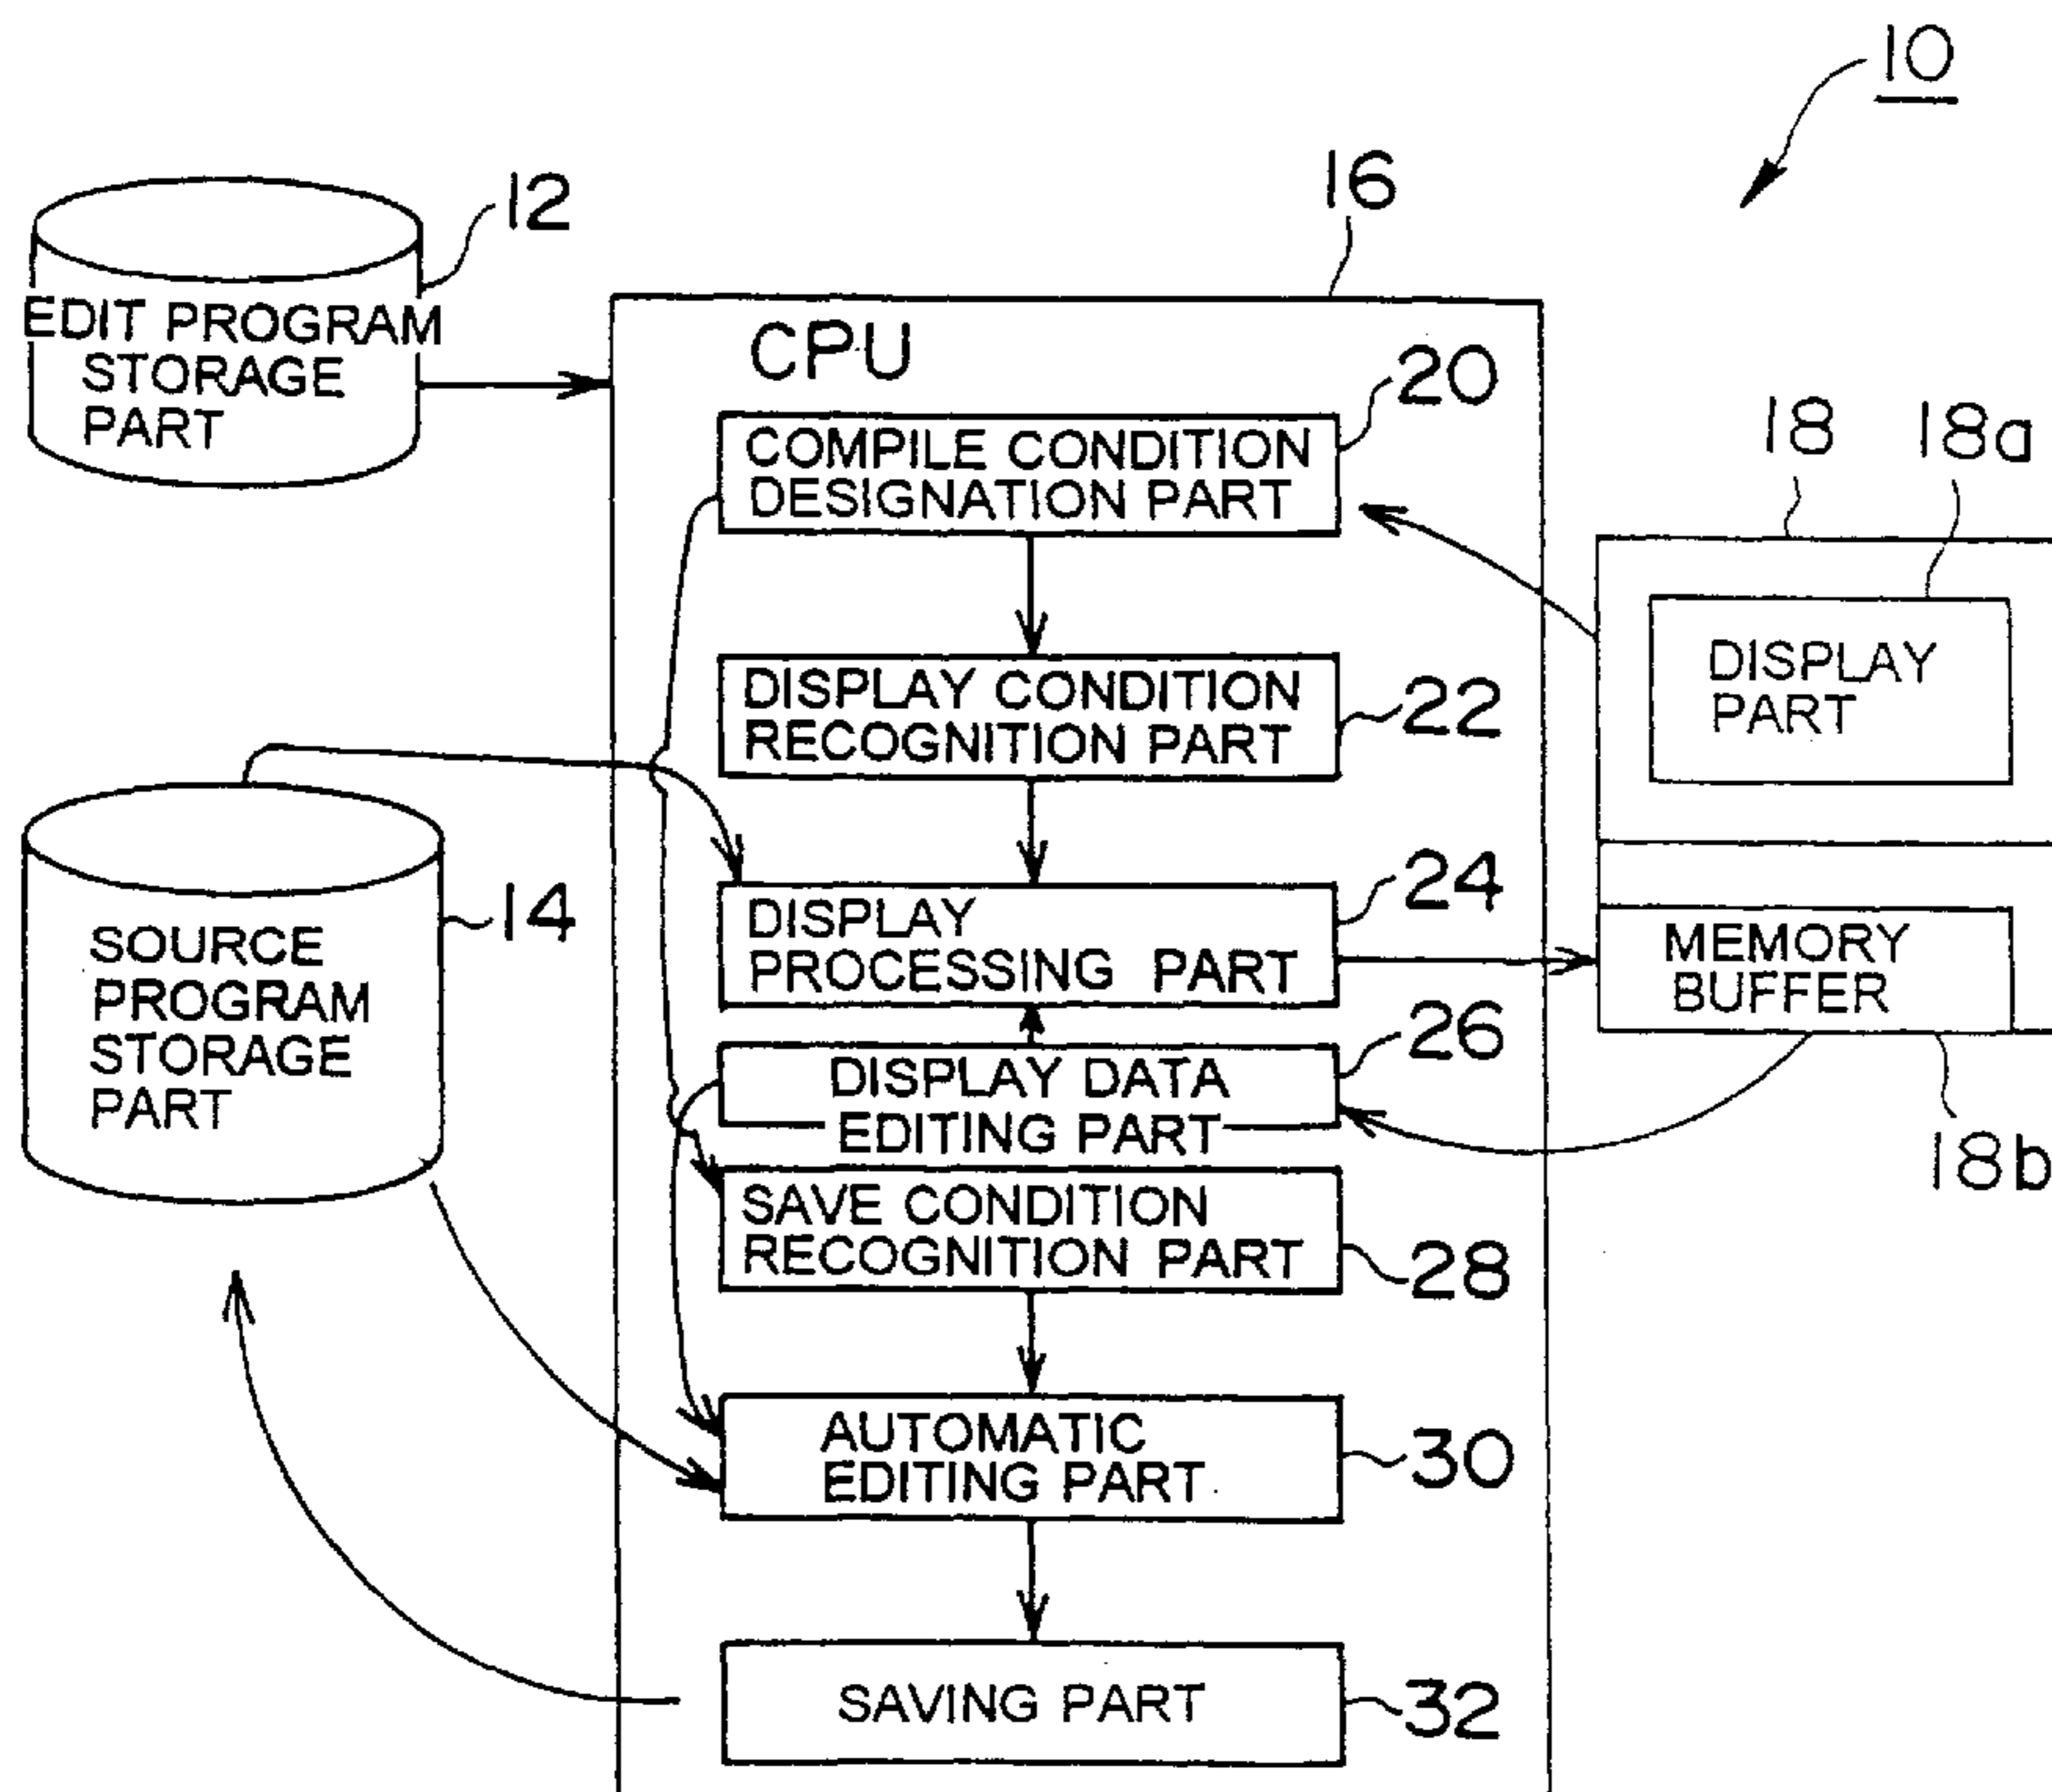 10
16
12
EDIT PROGRAM
STORAGE
PART
CPU
20
COMPILE CONDITION
DESIGNATION PART
18
18a
DISPLAY
PART
DISPLAY CONDITION
RECOGNITION PART
22
14
SOURCE
PROGRAM
STORAGE
PART
24
DISPLAY
PROCESSING PART
MEMORY
BUFFER
26
DISPLAY DATA
EDITING PART
18b
SAVE CONDITION
RECOGNITION PART
28
AUTOMATIC
EDITING PART
30
SAVING PART
32